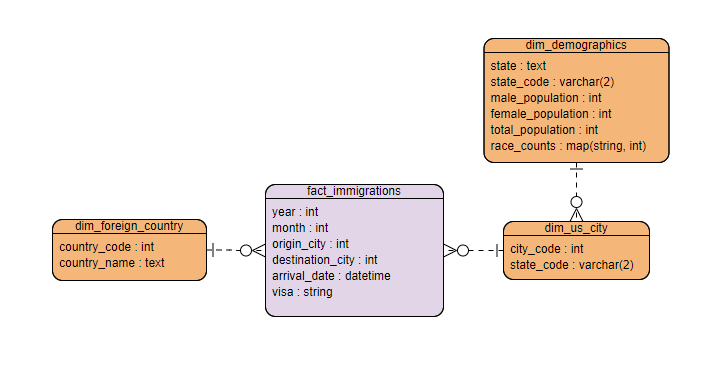 dim_demographics
state : text
state_code : varchar(2)
male_population : int
female_population : int
total_population : int
race_counts : map(string, int)
fact_immigrations
year : int
month : int
origin_city : int
destination_city : int
arrival_date : datetime
visa : string
dim_foreign_country
country_code : int
country_name : text
dim_us_city
city_code : int
state_code : varchar(2)